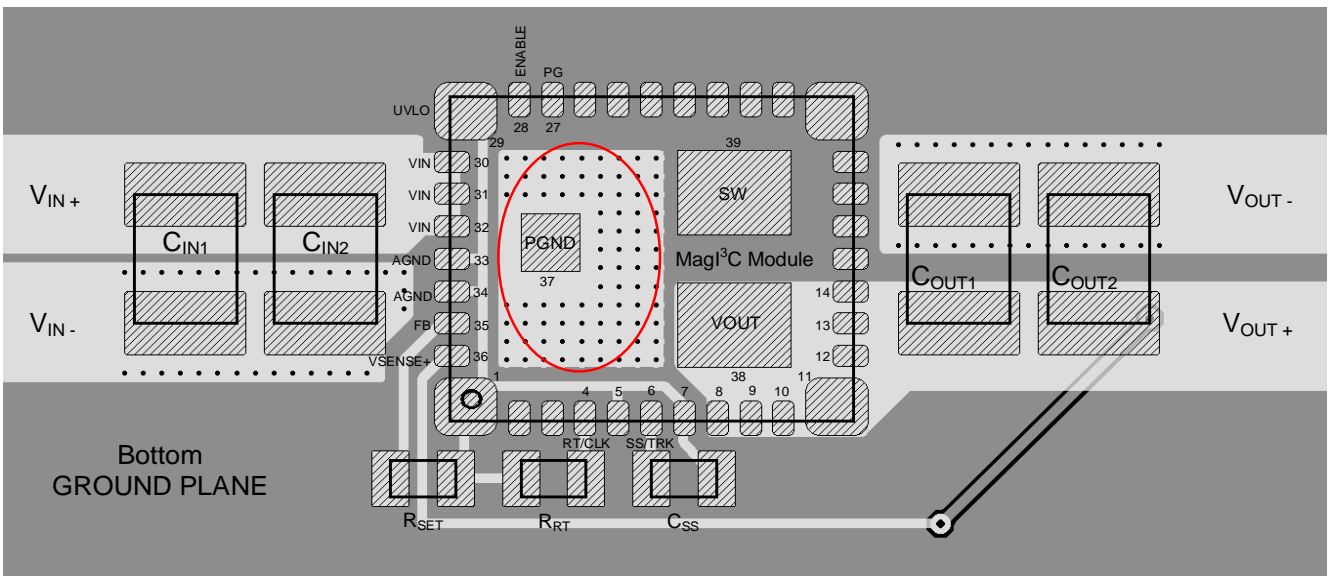 ENABLE
PG
UVLO
28
27
29
39
VIN
30
VIN
31
SW
V_IN +
VIN
32
V_OUT -
C_IN1
C_IN2
PGND
AGND
33
MagI³C Module
37
C_OUT1
C_OUT2
AGND
34
14
V_IN -
FB
35
VOUT
13
V_OUT +
VSENSE+
36
12
38
1
11
4
5
6
7
8
9
10
RT/CLK
SS/TRK
Bottom
GROUND PLANE
R_SET
R_RT
C_SS